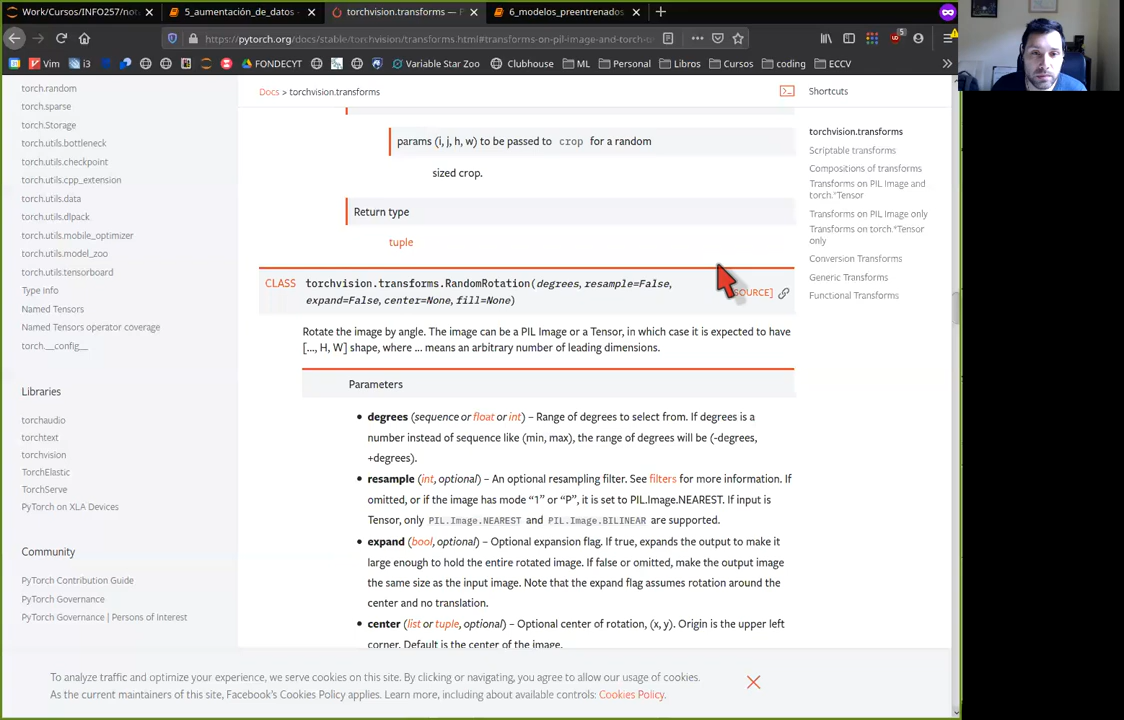 Work/Cursos/INFO257/not
5_aumentación_de_datos -
torchvision.transforms —
6_modelos_preentrenados
https://pytorch.org/docs/stable/torchvision/transforms.html#transforms-on-pil-image-and-torch-
Vim
i3
FONDECYT
Variable Star Zoo
Clubhouse
ML
Personal
Libros
Cursos
coding
ECCV
5
torch.random
torch.sparse
torch.Storage
torch.utils.bottleneck
torch.utils.checkpoint
torch.utils.cpp_extension
torch.utils.data
torch.utils.dlpack
torch.utils.mobile_optimizer
torch.utils.model_zoo
torch.utils.tensorboard
Type Info
Named Tensors
Named Tensors operator coverage
torch.__config__
Libraries
torchaudio
torchtext
torchvision
TorchElastic
TorchServe
PyTorch on XLA Devices
Community
PyTorch Contribution Guide
PyTorch Governance
PyTorch Governance | Persons of Interest
Docs > torchvision.transforms
params (i, j, h, w) to be passed to crop for a random
sized crop.
Return type
tuple
CLASS torchvision.transforms.RandomRotation(degrees, resample=False,
expand=False, center=None, fill=None)
SOURCE]
Rotate the image by angle. The image can be a PIL Image or a Tensor, in which case it is expected to have
[…, H, W] shape, where … means an arbitrary number of leading dimensions.
Parameters
• degrees (sequence or float or int) – Range of degrees to select from. If degrees is a
number instead of sequence like (min, max), the range of degrees will be (-degrees,
+degrees).
• resample (int, optional) – An optional resampling filter. See filters for more information. If
omitted, or if the image has mode “1” or “P”, it is set to PIL.Image.NEAREST. If input is
Tensor, only PIL.Image.NEAREST and PIL.Image.BILINEAR are supported.
• expand (bool, optional) – Optional expansion flag. If true, expands the output to make it
large enough to hold the entire rotated image. If false or omitted, make the output image
the same size as the input image. Note that the expand flag assumes rotation around the
center and no translation.
• center (list or tuple, optional) – Optional center of rotation, (x, y). Origin is the upper left
corner. Default is the center of the image.
Shortcuts
torchvision.transforms
Scriptable transforms
Compositions of transforms
Transforms on PIL Image and
torch.*Tensor
Transforms on PIL Image only
Transforms on torch.*Tensor
only
Conversion Transforms
Generic Transforms
Functional Transforms
To analyze traffic and optimize your experience, we serve cookies on this site. By clicking or navigating, you agree to allow our usage of cookies.
As the current maintainers of this site, Facebook’s Cookies Policy applies. Learn more, including about available controls: Cookies Policy.